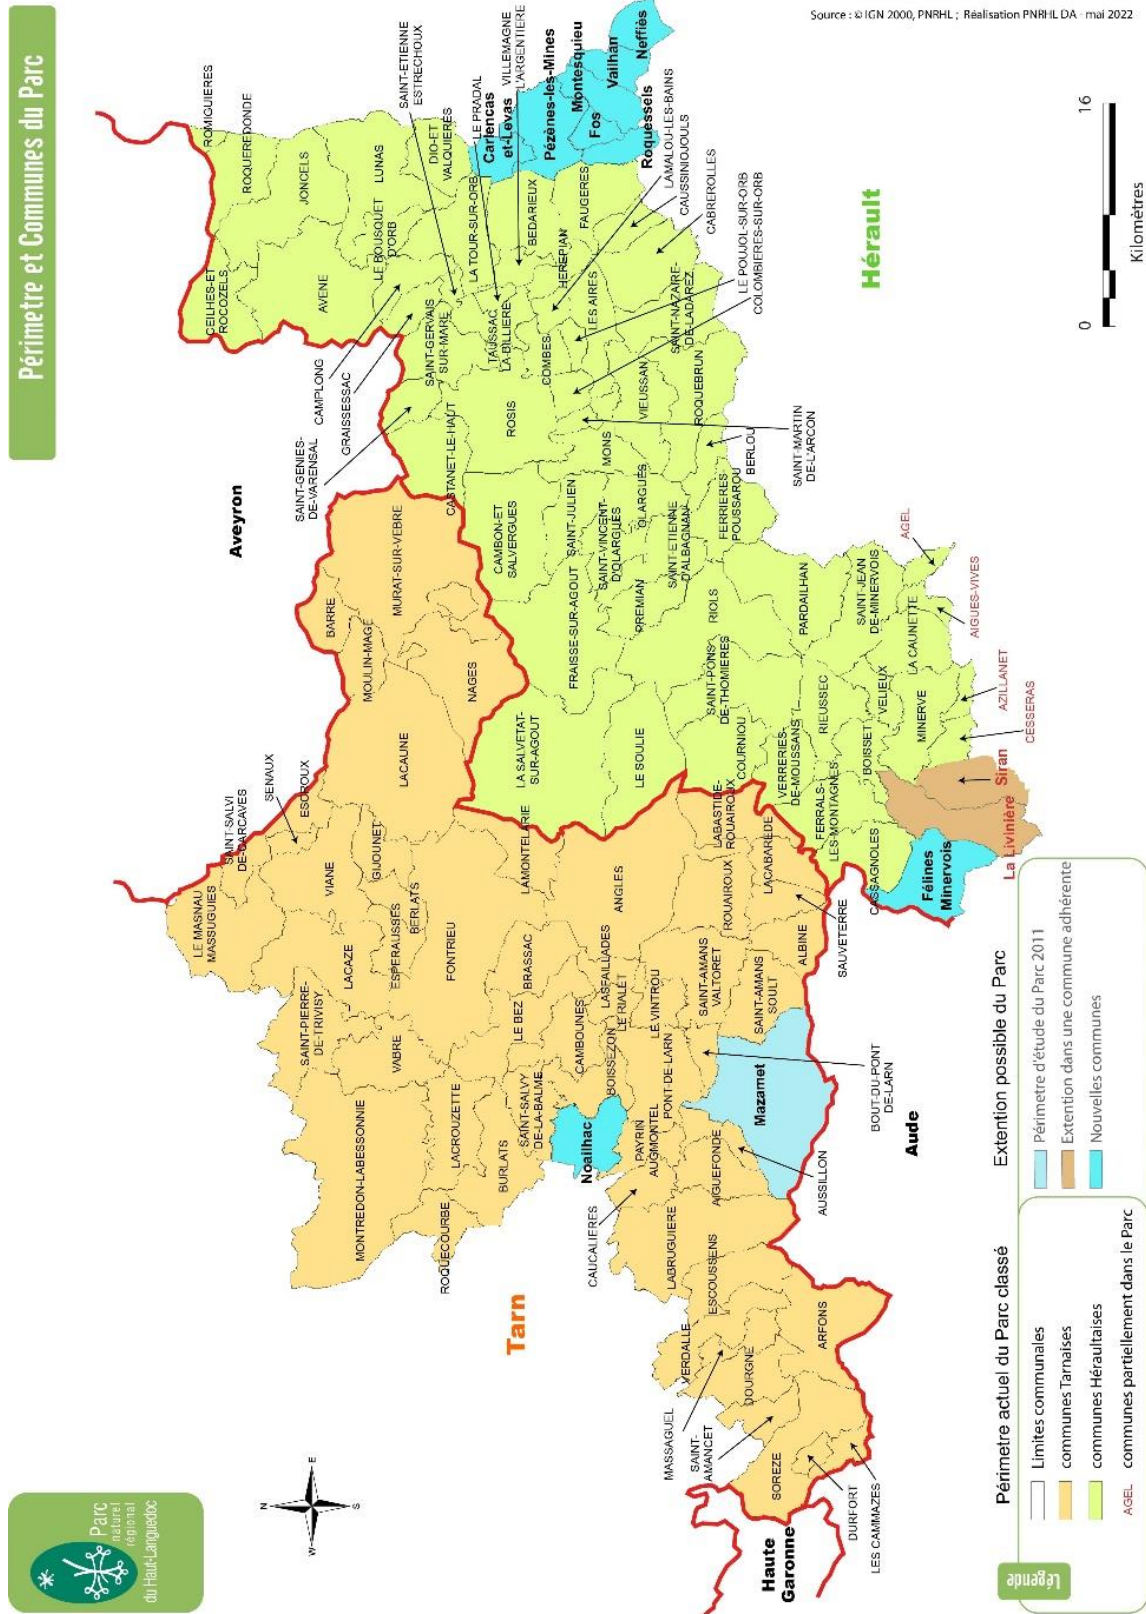 Périmetre et Communes du Parc
Parc
naturel
régional
du Haut-Languedoc
N
W
E
S
Aveyron
Tarn
Hérault
Aude
Haute
Garonne
ROMIGUIERES
CEILHES-ET
ROCOZELS
ROQUEREDONDE
JONCELS
AVENE
LUNAS
LE BOUSQUET
D'ORB
DIO-ET
VALQUIERES
SAINT-ETIENNE
ESTRECHOUX
CAMPLONG
GRAISSESSAC
SAINT-GENIES-
DE-VARENSAL
SAINT-GERVAIS
SUR-MARE
CASTANET-LE-HAUT
LA TOUR-SUR-ORB
LE PRADAL
VILLEMAGNE
L'ARGENTIERE
Carlencas
et-Levas
Pézènes-les-Mines
Montesquieu
Vailhan
Neffiès
Fos
Roquessels
TAUSSAC
LA-BILLIERE
BEDARIEUX
HEREPIAN
FAUGERES
LAMALOU-LES-BAINS
CAUSSINIOJOULS
CABREROLLES
LES AIRES
COMBES
ROSIS
LE POUJOL-SUR-ORB
COLOMBIERES-SUR-ORB
SAINT-NAZAIRE-
DE-LADAREZ
VIEUSSAN
ROQUEBRUN
MONS
BERLOU
SAINT-MARTIN
DE-L'ARCON
CAMBON-ET
SALVERGUES
SAINT-JULIEN
OLARGUES
SAINT-VINCENT-
D'OLARGUES
SAINT-ETIENNE
D'ALBAGNAN
FERRIERES
POUSSAROU
FRAISSE-SUR-AGOUT
PREMIAN
RIOLS
PARDAILHAN
SAINT-JEAN
DE-MINERVOIS
AGEL
AIGUES-VIVES
LA CAUNETTE
AZILLANET
CESSERAS
LA SALVETAT-
SUR-AGOUT
LE SOULIE
SAINT-PONS
DE-THOMIERES
COURNIOU
VERRERIES-
DE-MOUSSANS
RIEUSSEC
VELIEUX
BOISSET
MINERVE
FERRALS-
LES-MONTAGNES
CASSAGNOLES
Siran
La Livinière
Félines
Minervois
BARRE
MURAT-SUR-VEBRE
MOULIN-MAGE
NAGES
LACAUNE
SENAUX
ESCROUX
SAINT-SALVI
DE-CARCAVES
LE MASNAU
MASSUGUIES
VIANE
GIJOUNET
LACAZE
ESPERAUSSES
BERLATS
LAMONTELARIE
FONTRIEU
SAINT-PIERRE-
DE-TRIVISY
VABRE
BRASSAC
LE BEZ
ANGLES
LASFAILLADES
LE RIALET
CAMBOUNES
LE VINTROU
BOISSEZON
LABASTIDE-
ROUAIROUX
LACABAREDE
ROUAIROUX
SAUVETERRE
ALBINE
SAINT-AMANS
VALTORET
SAINT-AMANS
SOULT
PONT-DE-LARN
BOUT-DU-PONT
DE-LARN
Mazamet
MONTREDON-LABESSONNIE
LACROUZETTE
SAINT-SALVY
DE-LA-BALME
BURLATS
ROQUECOURBE
Noailhac
PAYRIN
AUGMONTEL
AIGUEFONDE
AUSSILLON
CAUCALIERES
LABRUGUIERE
ESCOUSSENS
VERDALLE
MASSAGUEL
DOURGNE
ARFONS
SAINT-
AMANCET
SOREZE
DURFORT
LES CAMMAZES
Légende
Périmetre actuel du Parc classé
Limites communales
communes Tarnaises
communes Héraultaises
AGEL communes partiellement dans le Parc
Extention possible du Parc
Périmetre d'étude du Parc 2011
Extention dans une commune adhérente
Nouvelles communes
0
16
Kilomètres
Source : © IGN 2000, PNRHL ; Réalisation PNRHL DA - mai 2022